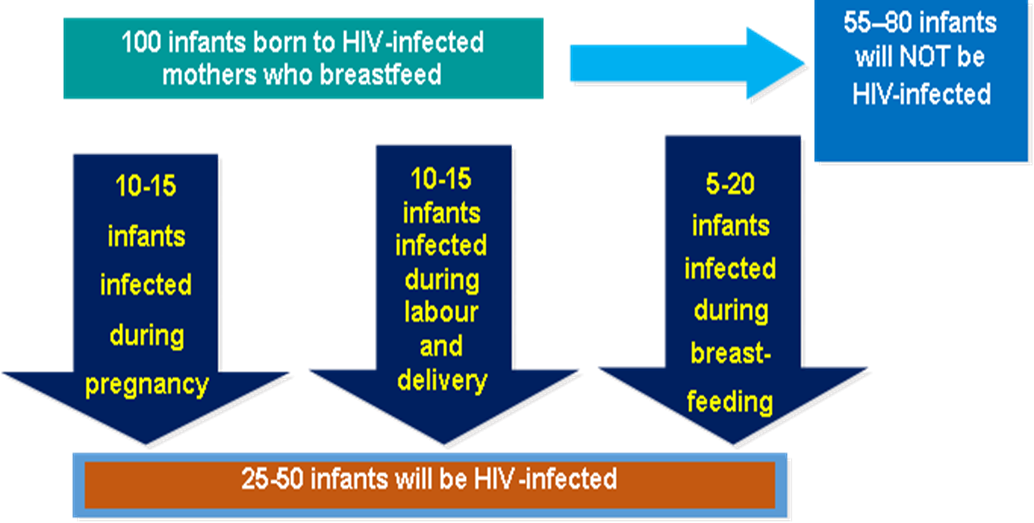 100 infants born to HIV-infected
mothers who breastfeed
55–80 infants
will NOT be
HIV-infected
10-15
infants
infected
during
pregnancy
10-15
infants
infected
during
labour
and
delivery
5-20
infants
infected
during
breast-
feeding
25-50 infants will be HIV-infected